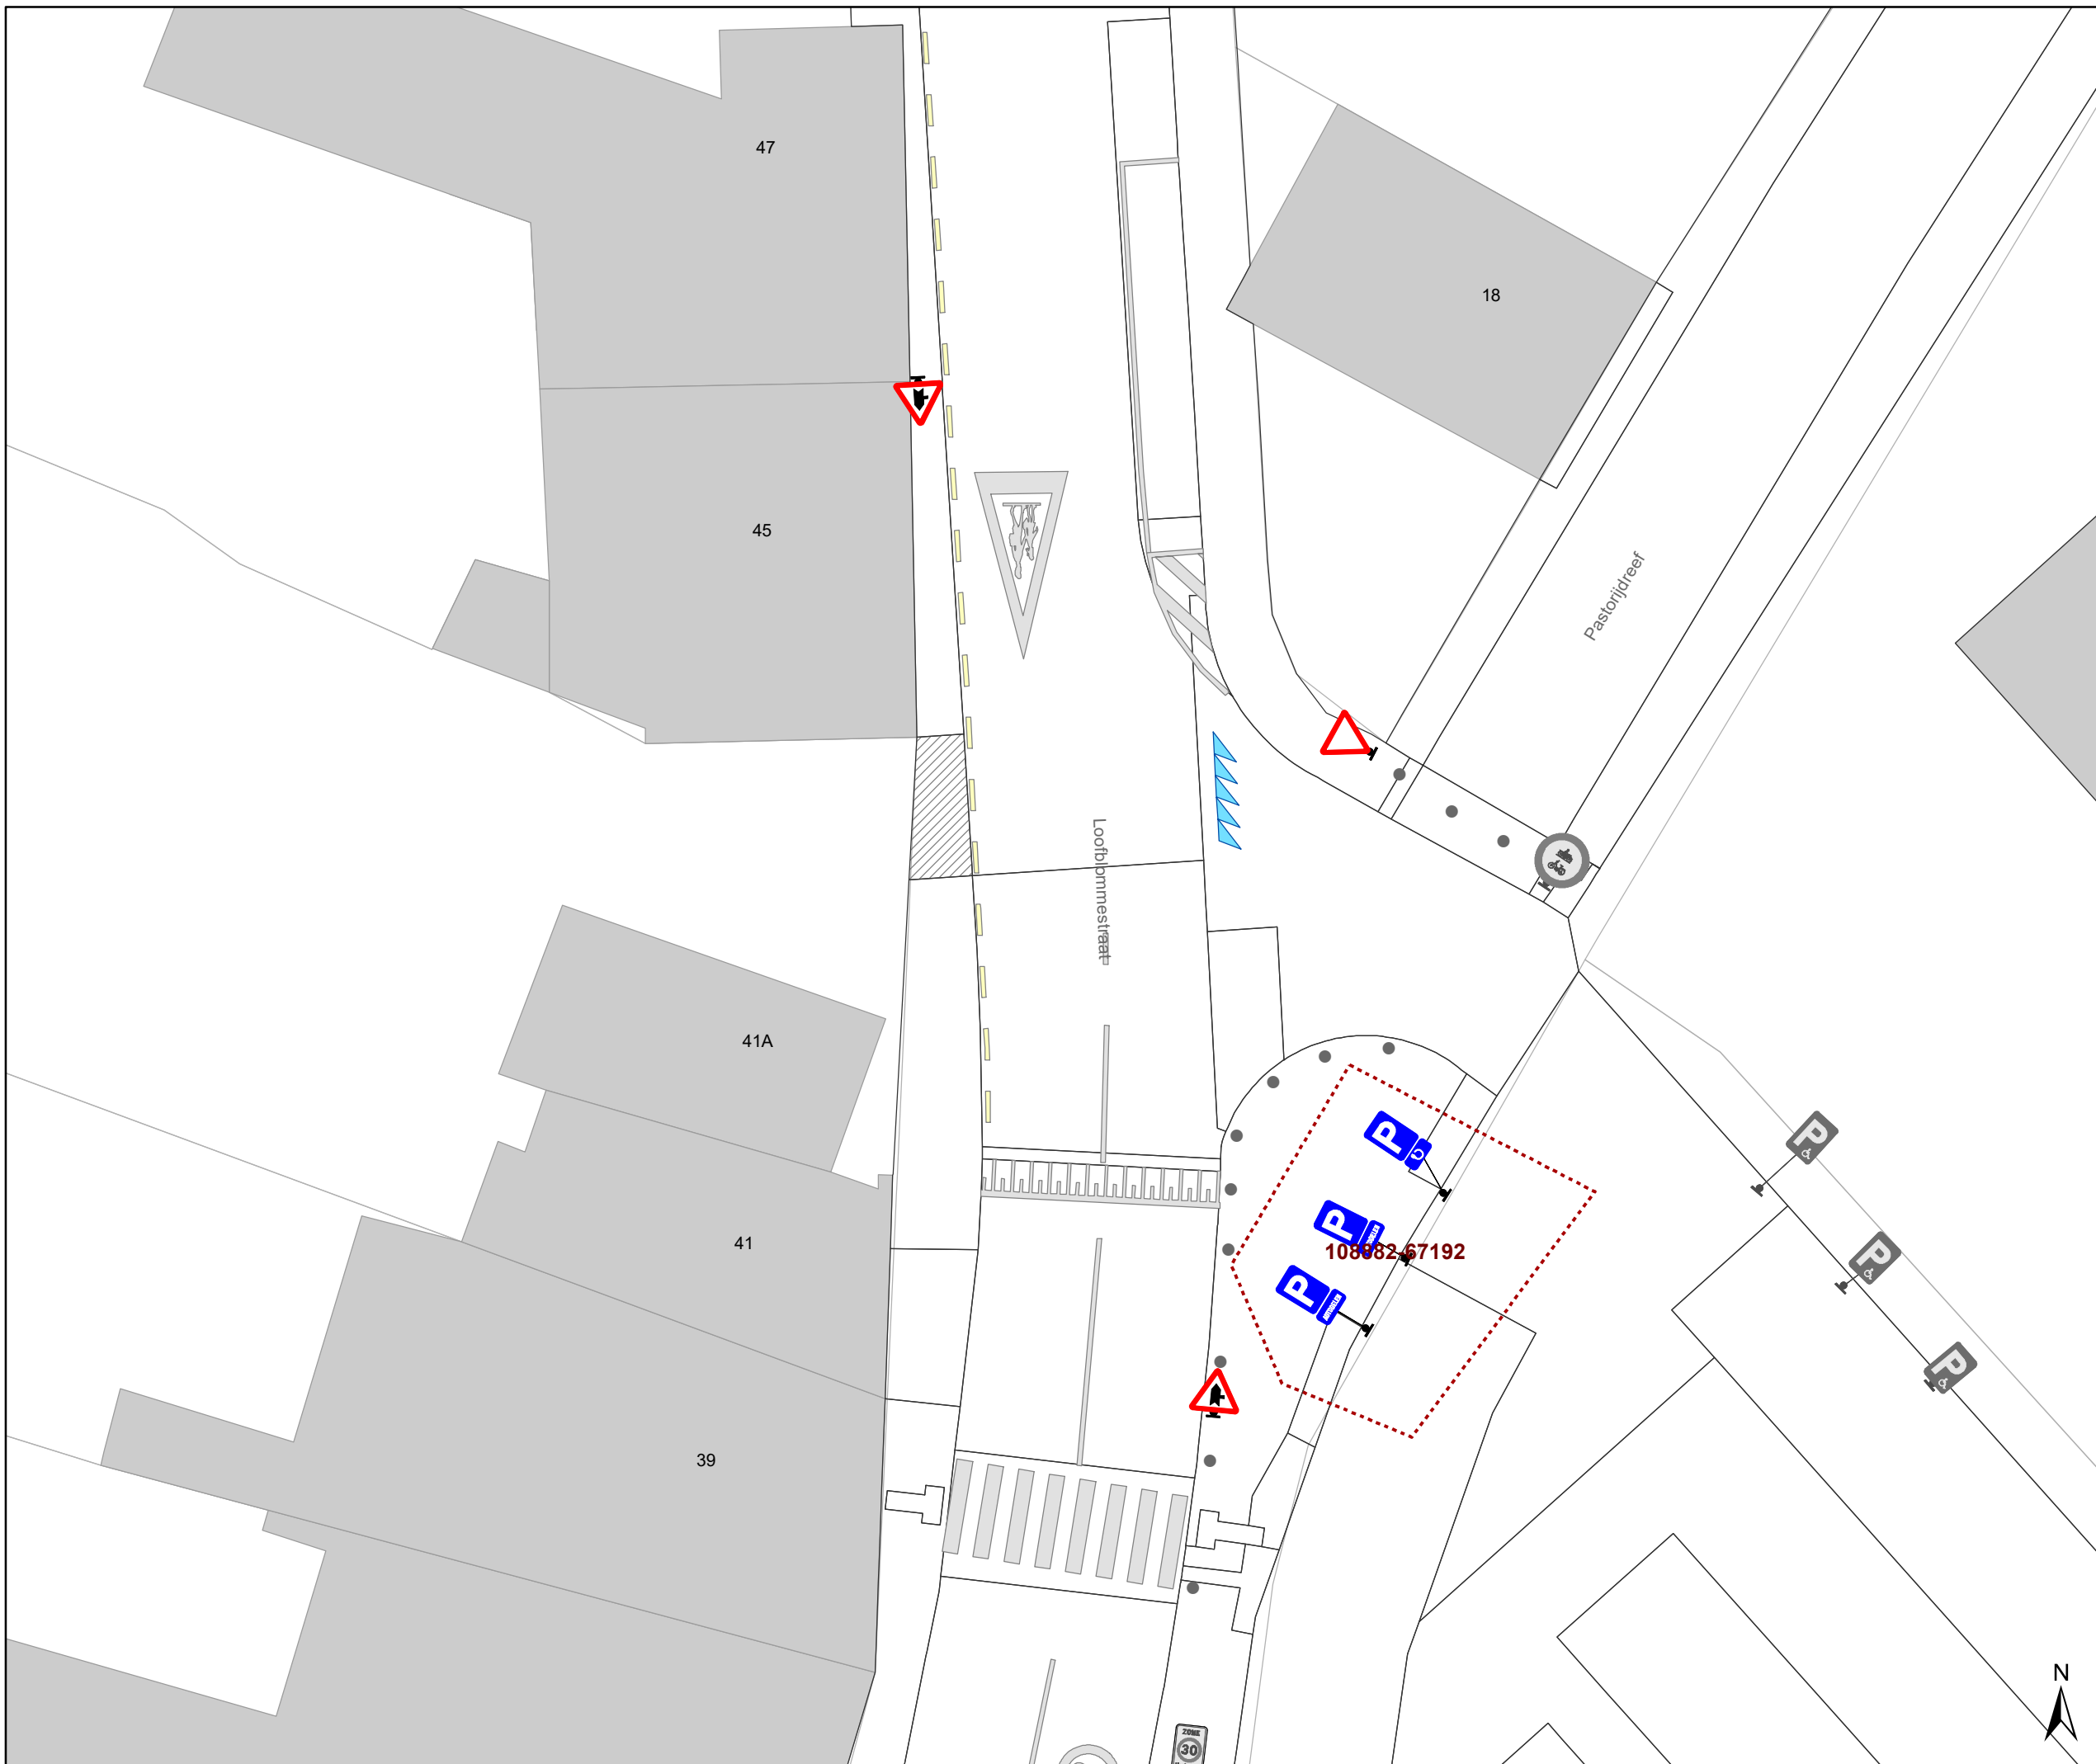 47
18
45
Pastorijdreef
Loofblommestraat
41A
P
P
41
P
108882-67192
P
P
P
39
N
ZONE
30